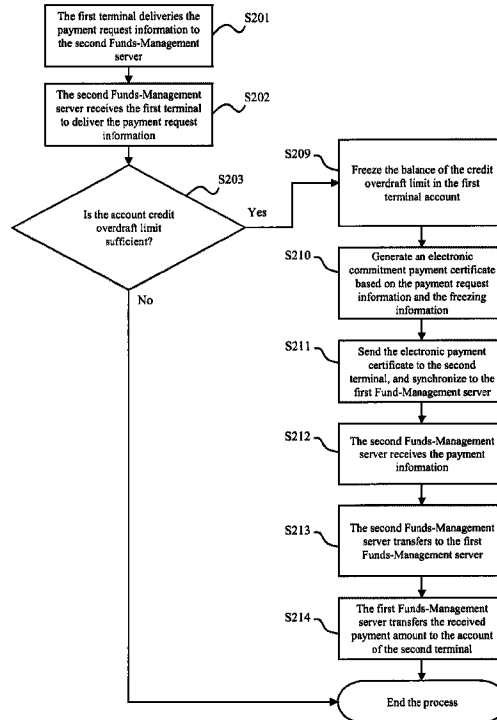 The first terminal deliveries the
payment request information to
the second Funds-Management
server
S201
The second Funds-Management
server receives the first terminal
to deliver the payment request
information
S202
S203
Is the account credit
overdraft limit
sufficient?
Yes
No
S209
Freeze the balance of the credit
overdraft limit in the first
terminal account
S210
Generate an electronic
commitment payment certificate
based on the payment request
information and the freezing
information
S211
Send the electronic payment
certificate to the second
terminal, and synchronize to the
first Fund-Management server
S212
The second Funds-Management
server receives the payment
information
S213
The second Funds-Management
server transfers to the first
Funds-Management server
S214
The first Funds-Management
server transfers the received
payment amount to the account
of the second terminal
End the process